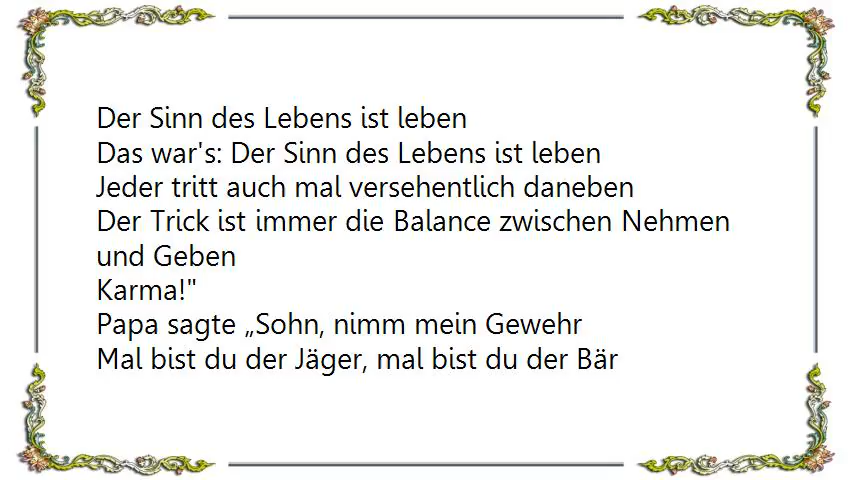 Der Sinn des Lebens ist leben
Das war's: Der Sinn des Lebens ist leben
Jeder tritt auch mal versehentlich daneben
Der Trick ist immer die Balance zwischen Nehmen
und Geben
Karma!"
Papa sagte „Sohn, nimm mein Gewehr
Mal bist du der Jäger, mal bist du der Bär